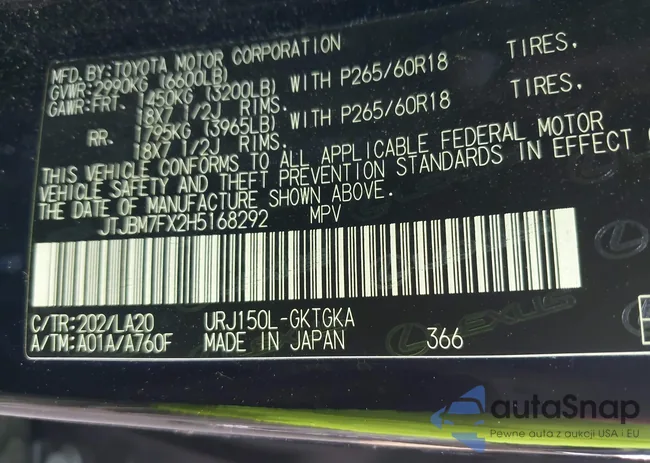 MFD.BY:TOYOTA MOTOR CORPORATION
GVWR:2990KG (6600LB)
GAWR:FRT. 1450KG (3200LB) WITH P265/60R18 TIRES.
18X7 1/2J RIMS.
RR. 1795KG (3965LB) WITH P265/60R18 TIRES.
18X7 1/2J RIMS.
THIS VEHICLE CONFORMS TO ALL APPLICABLE FEDERAL MOTOR
VEHICLE SAFETY AND THEFT PREVENTION STANDARDS IN EFFECT
THE DATE OF MANUFACTURE SHOWN ABOVE.
JTJBM7FX2H5168292 MPV
C/TR:202/LA20 URJ150L-GKTGKA
A/TM:A01A/A760F MADE IN JAPAN 366
LEXUS
autaSnap
Pewne auta z aukcji USA i EU